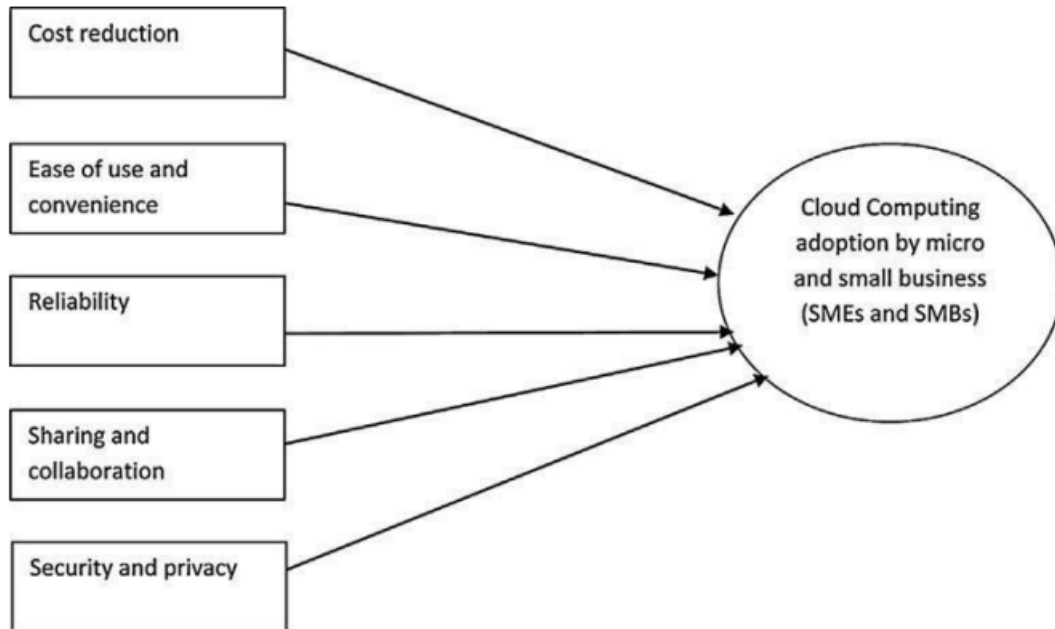 Cost reduction
Ease of use and
convenience
Reliability
Sharing and
collaboration
Security and privacy
Cloud Computing
adoption by micro
and small business
(SMEs and SMBs)